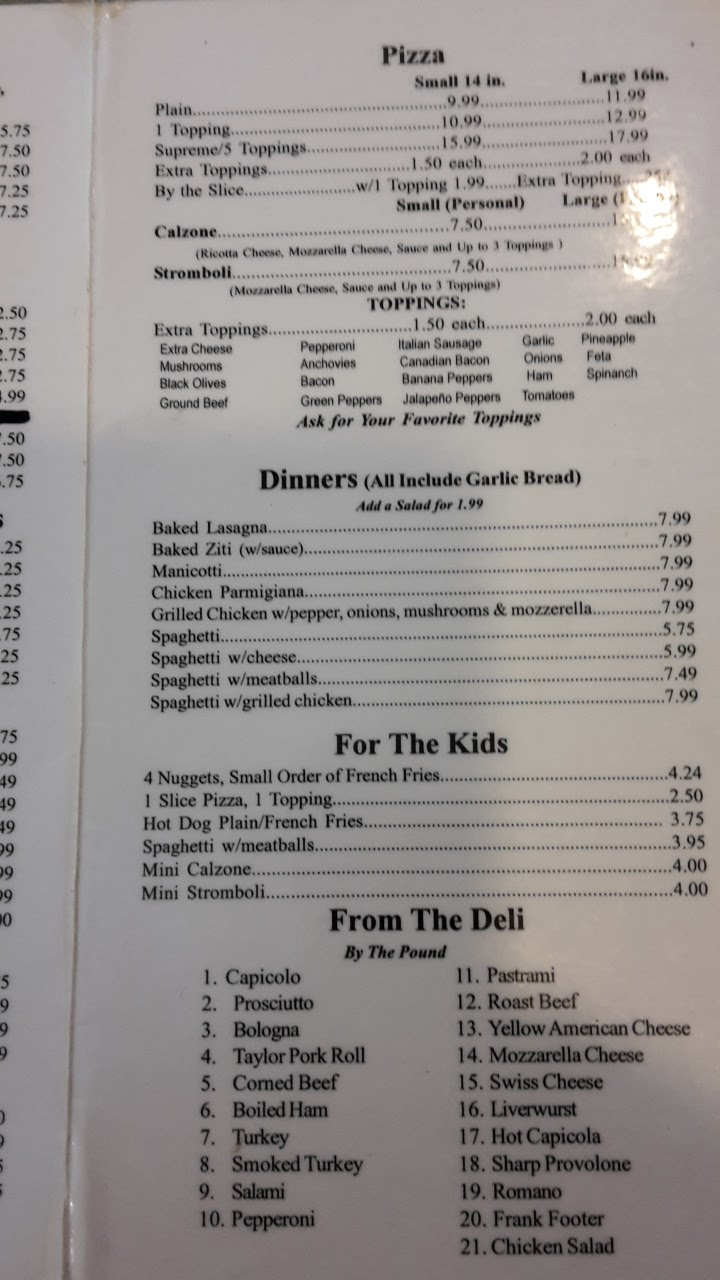 Pizza
Small 14 in. Large 16in.
Plain 9.99 11.99
1 Topping 10.99 12.99
Supreme/5 Toppings 15.99 17.99
Extra Toppings 1.50 each 2.00 each
By the Slice w/1 Topping 1.99 Extra Topping
Small (Personal) Large
Calzone 7.50
(Ricotta Cheese, Mozzarella Cheese, Sauce and Up to 3 Toppings )
Stromboli 7.50
(Mozzarella Cheese, Sauce and Up to 3 Toppings)
TOPPINGS:
Extra Toppings 1.50 each 2.00 each
Extra Cheese Pepperoni Italian Sausage Garlic Pineapple
Mushrooms Anchovies Canadian Bacon Onions Feta
Black Olives Bacon Banana Peppers Ham Spinanch
Ground Beef Green Peppers Jalapeño Peppers Tomatoes
Ask for Your Favorite Toppings
Dinners (All Include Garlic Bread)
Add a Salad for 1.99
Baked Lasagna 7.99
Baked Ziti (w/sauce) 7.99
Manicotti 7.99
Chicken Parmigiana 7.99
Grilled Chicken w/pepper, onions, mushrooms & mozzerella 7.99
Spaghetti 5.75
Spaghetti w/cheese 5.99
Spaghetti w/meatballs 7.49
Spaghetti w/grilled chicken 7.99
For The Kids
4 Nuggets, Small Order of French Fries 4.24
1 Slice Pizza, 1 Topping 2.50
Hot Dog Plain/French Fries 3.75
Spaghetti w/meatballs 3.95
Mini Calzone 4.00
Mini Stromboli 4.00
From The Deli
By The Pound
1. Capicolo
2. Prosciutto
3. Bologna
4. Taylor Pork Roll
5. Corned Beef
6. Boiled Ham
7. Turkey
8. Smoked Turkey
9. Salami
10. Pepperoni
11. Pastrami
12. Roast Beef
13. Yellow American Cheese
14. Mozzarella Cheese
15. Swiss Cheese
16. Liverwurst
17. Hot Capicola
18. Sharp Provolone
19. Romano
20. Frank Footer
21. Chicken Salad